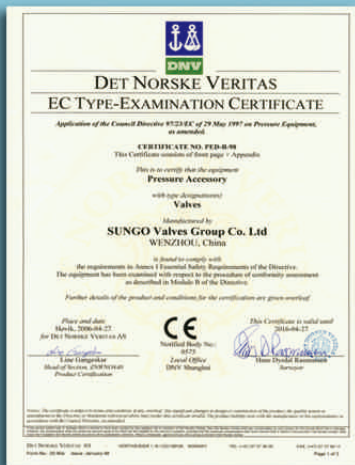 DNV
DET NORSKE VERITAS
EC TYPE-EXAMINATION CERTIFICATE
Application of the Council Directive 97/23/EC of 29 May 1997 on Pressure Equipment,
as amended.
CERTIFICATE NO. PED-B-98
This Certificate consists of front page + Appendix
This is to certify that the equipment
Pressure Accessory
with type designation(s)
Valves
Manufactured by
SUNGO Valves Group Co. Ltd
WENZHOU, China
is found to comply with
the requirements in Annex I Essential Safety Requirements of the Directive.
The equipment has been examined with respect to the procedure of conformity assessment
as described in Module B of the Directive.
Further details of the product and conditions for the certification are given overleaf
Place and date
Høvik, 2006-04-27
for DET NORSKE VERITAS AS
Head of Section,
Product Certification
CE
Notified Body No.:
0575
Local Office
DNV Shanghai
This Certificate is valid until
2016-04-27
Surveyor
DET NORSKE VERITAS AS
Page 1 of 2